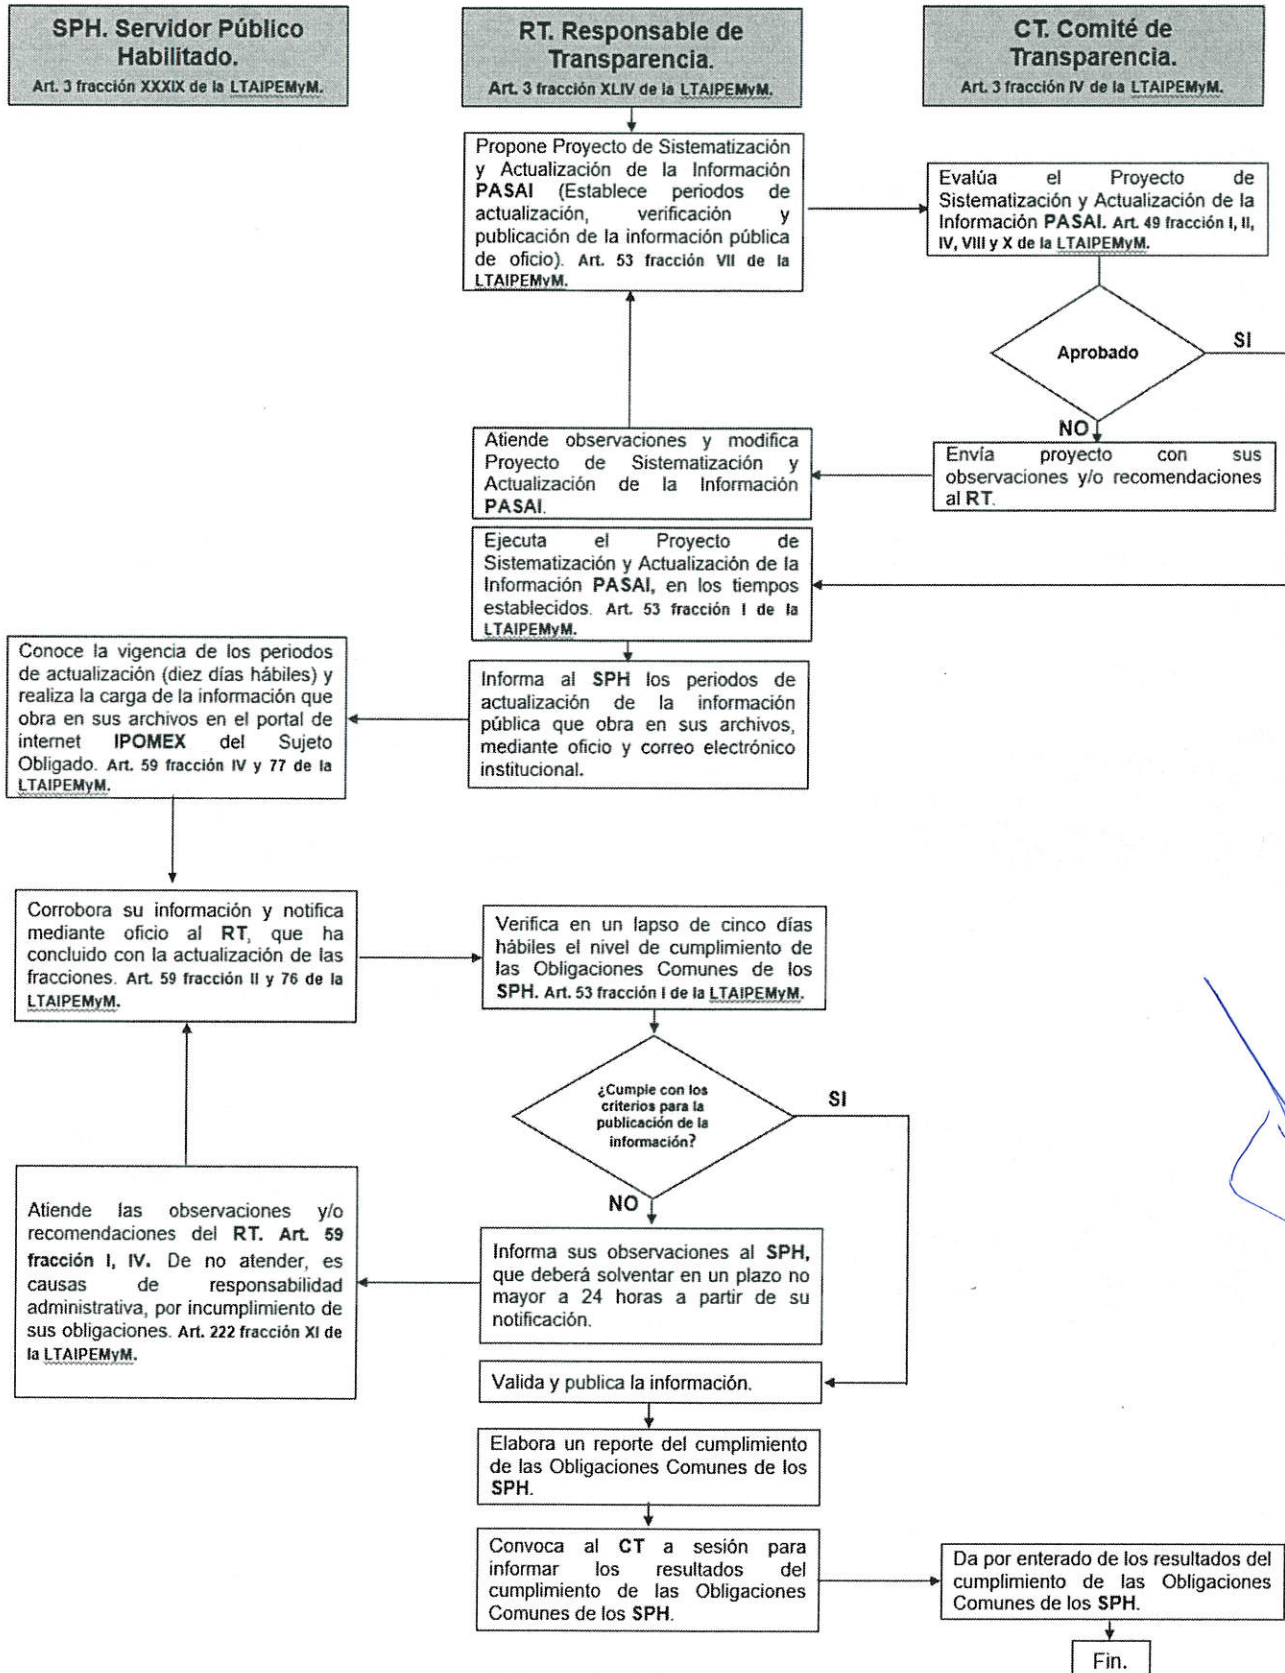 SPH. Servidor Público
Habilitado.
Art. 3 fracción XXXIX de la LTAIPEMyM.
RT. Responsable de
Transparencia.
Art. 3 fracción XLIV de la LTAIPEMyM.
CT. Comité de
Transparencia.
Art. 3 fracción IV de la LTAIPEMyM.
Propone Proyecto de Sistematización
y Actualización de la Información
PASAI (Establece periodos de
actualización, verificación y
publicación de la información pública
de oficio). Art. 53 fracción VII de la
LTAIPEMyM.
Evalúa el Proyecto de
Sistematización y Actualización de la
Información PASAI. Art. 49 fracción I, II,
IV, VIII y X de la LTAIPEMyM.
Aprobado
SI
NO
Envía proyecto con sus
observaciones y/o recomendaciones
al RT.
Atiende observaciones y modifica
Proyecto de Sistematización y
Actualización de la Información
PASAI.
Ejecuta el Proyecto de
Sistematización y Actualización de la
Información PASAI, en los tiempos
establecidos. Art. 53 fracción I de la
LTAIPEMyM.
Informa al SPH los periodos de
actualización de la información
pública que obra en sus archivos,
mediante oficio y correo electrónico
institucional.
Conoce la vigencia de los periodos
de actualización (diez días hábiles) y
realiza la carga de la información que
obra en sus archivos en el portal de
internet IPOMEX del Sujeto
Obligado. Art. 59 fracción IV y 77 de la
LTAIPEMyM.
Corrobora su información y notifica
mediante oficio al RT, que ha
concluido con la actualización de las
fracciones. Art. 59 fracción II y 76 de la
LTAIPEMyM.
Verifica en un lapso de cinco días
hábiles el nivel de cumplimiento de
las Obligaciones Comunes de los
SPH. Art. 53 fracción I de la LTAIPEMyM.
¿Cumple con los
criterios para la
publicación de la
información?
SI
NO
Informa sus observaciones al SPH,
que deberá solventar en un plazo no
mayor a 24 horas a partir de su
notificación.
Atiende las observaciones y/o
recomendaciones del RT. Art. 59
fracción I, IV. De no atender, es
causas de responsabilidad
administrativa, por incumplimiento de
sus obligaciones. Art. 222 fracción XI de
la LTAIPEMyM.
Valida y publica la información.
Elabora un reporte del cumplimiento
de las Obligaciones Comunes de los
SPH.
Convoca al CT a sesión para
informar los resultados del
cumplimiento de las Obligaciones
Comunes de los SPH.
Da por enterado de los resultados del
cumplimiento de las Obligaciones
Comunes de los SPH.
Fin.